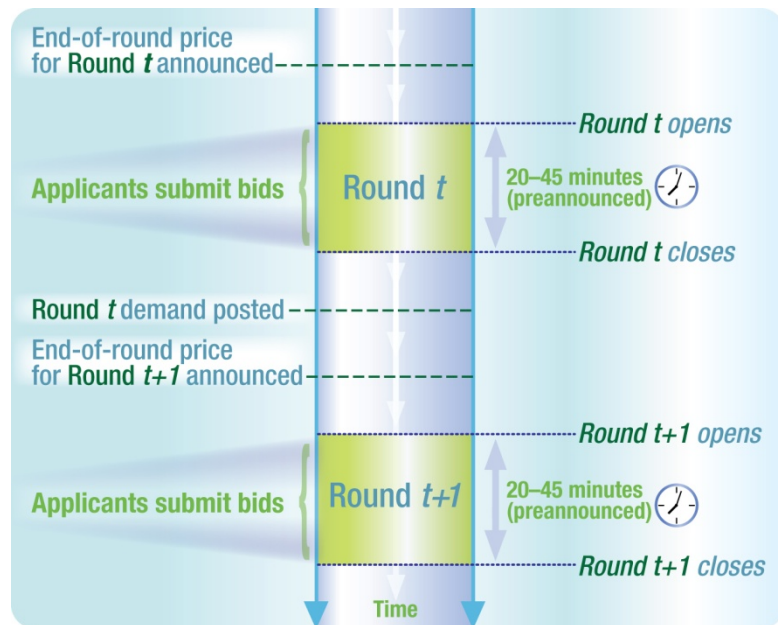 End-of-round price
for Round t announced
Round t opens
Applicants submit bids
Round t
20–45 minutes
(preannounced)
Round t closes
Round t demand posted
End-of-round price
for Round t+1 announced
Round t+1 opens
Applicants submit bids
Round t+1
20–45 minutes
(preannounced)
Round t+1 closes
Time